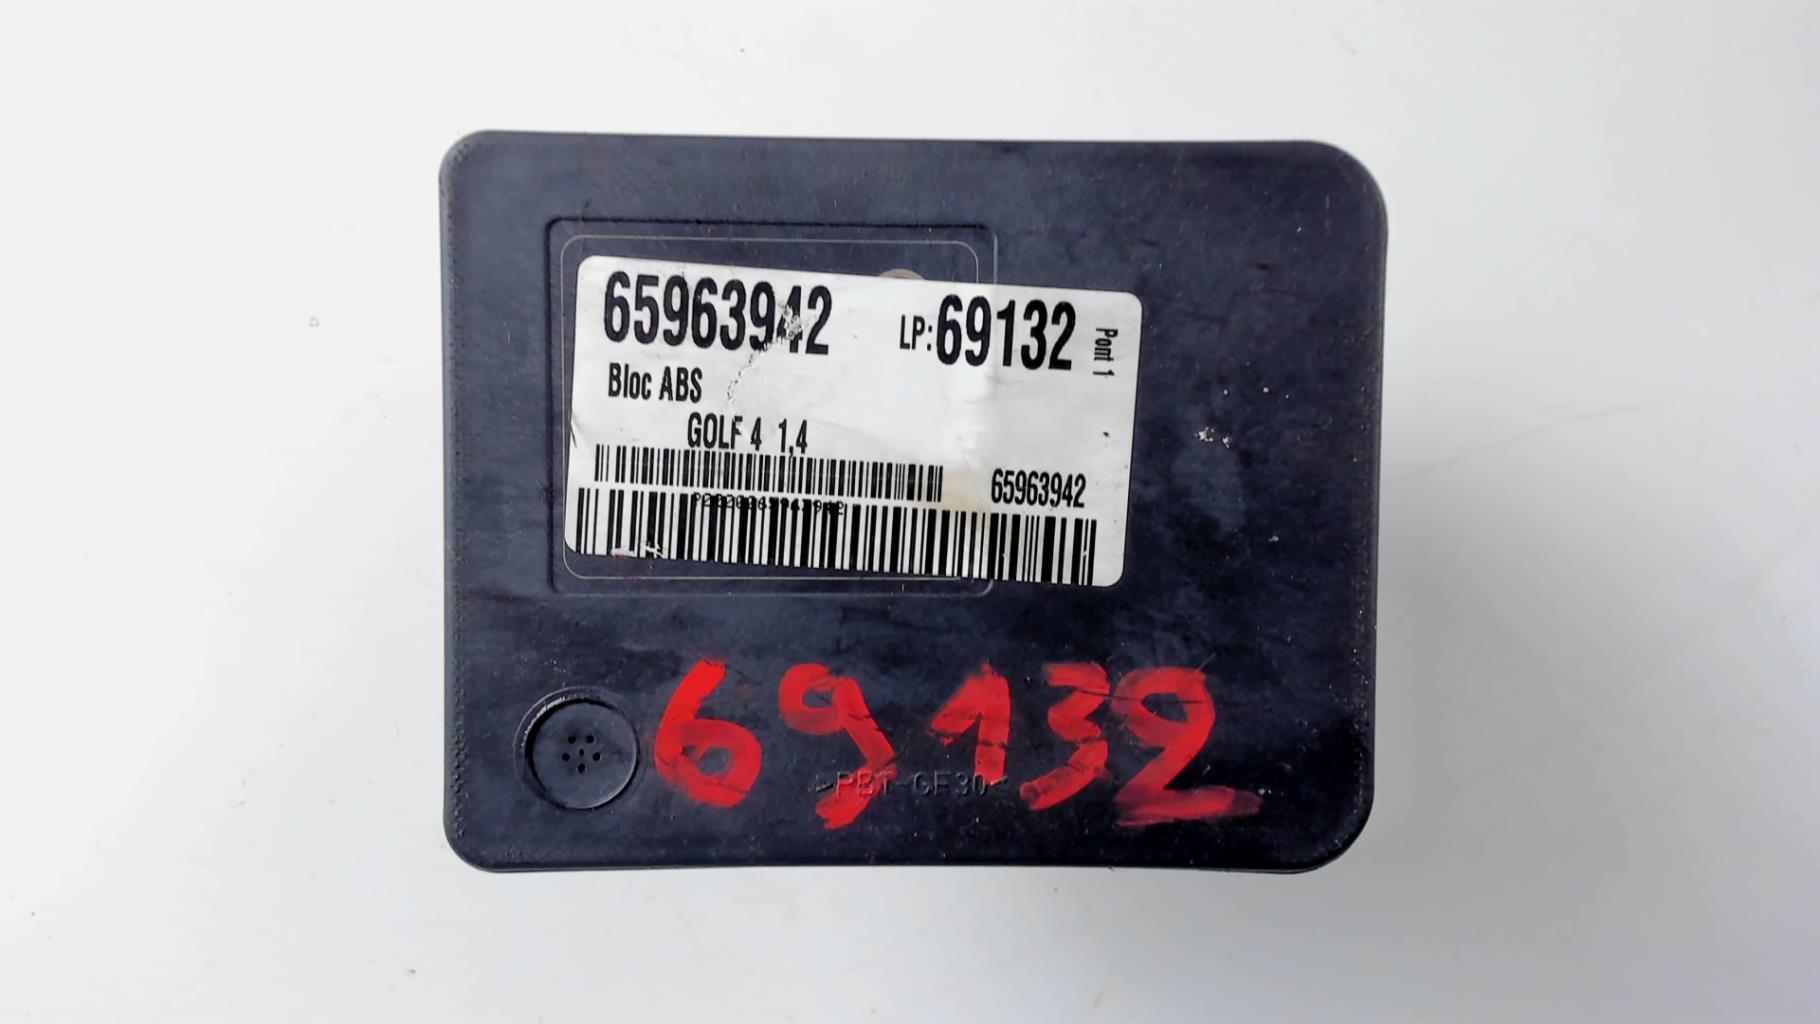 65963942 LP:69132 Pont 1
Bloc ABS
GOLF 4 1,4
65963942
69132
>PBT-GF30<